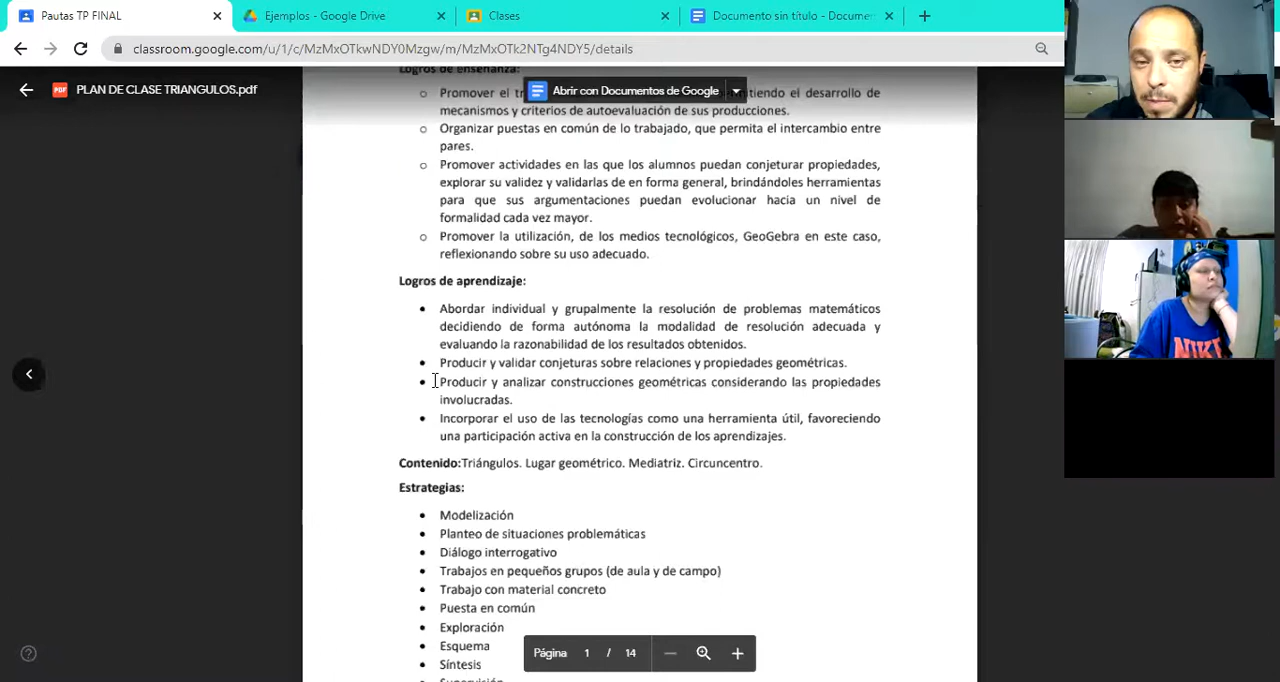 Pautas TP FINAL
Ejemplos - Google Drive
Clases
Documento sin título - Documen
classroom.google.com/u/1/c/MzMxOTkwNDY0Mzgw/m/MzMxOTk2NTg4NDY5/details
PDF PLAN DE CLASE TRIANGULOS.pdf
Abrir con Documentos de Google
Logros de enseñanza:
Promover el tr mitiendo el desarrollo de
mecanismos y criterios de autoevaluación de sus producciones.
Organizar puestas en común de lo trabajado, que permita el intercambio entre
pares.
Promover actividades en las que los alumnos puedan conjeturar propiedades,
explorar su validez y validarlas de en forma general, brindándoles herramientas
para que sus argumentaciones puedan evolucionar hacia un nivel de
formalidad cada vez mayor.
Promover la utilización, de los medios tecnológicos, GeoGebra en este caso,
reflexionando sobre su uso adecuado.
Logros de aprendizaje:
Abordar individual y grupalmente la resolución de problemas matemáticos
decidiendo de forma autónoma la modalidad de resolución adecuada y
evaluando la razonabilidad de los resultados obtenidos.
Producir y validar conjeturas sobre relaciones y propiedades geométricas.
Producir y analizar construcciones geométricas considerando las propiedades
involucradas.
Incorporar el uso de las tecnologías como una herramienta útil, favoreciendo
una participación activa en la construcción de los aprendizajes.
Contenido:Triángulos. Lugar geométrico. Mediatriz. Circuncentro.
Estrategias:
Modelización
Planteo de situaciones problemáticas
Diálogo interrogativo
Trabajos en pequeños grupos (de aula y de campo)
Trabajo con material concreto
Puesta en común
Exploración
Esquema
Síntesis
Supervisión
Página 1 / 14
NIKE